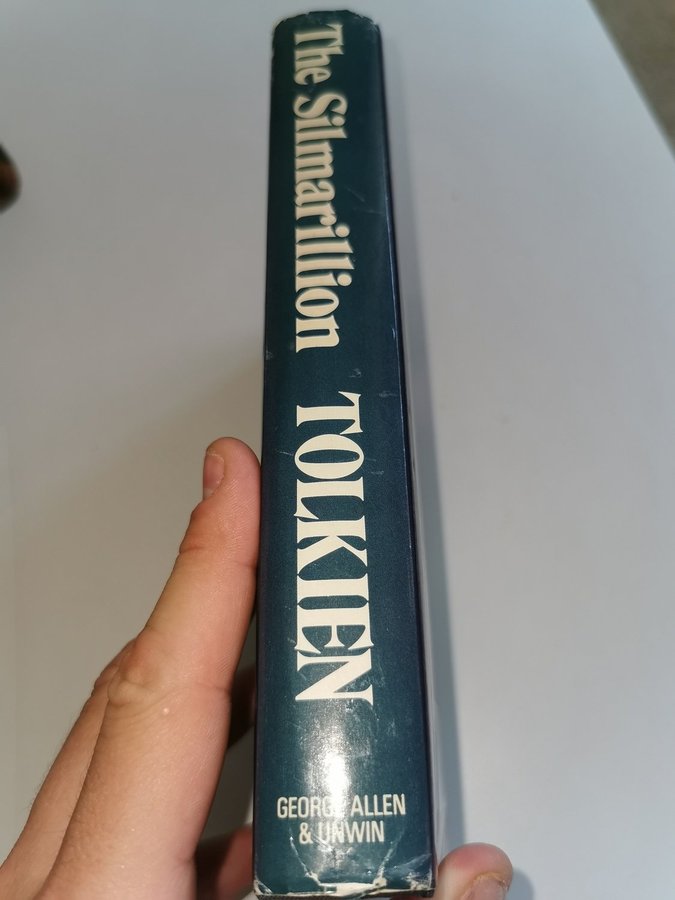 The Silmarillion TOLKIEN
GEORGE ALLEN
& UNWIN